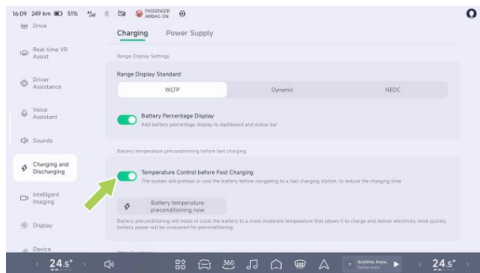 16:09 249 km 51% PASSENGER AIRBAG ON
Drive
Real-time VR Assist
Driver Assistance
Voice Assistant
Sounds
Charging and Discharging
Intelligent Imaging
Display
Device
Charging Power Supply
Range Display Settings
Range Display Standard
WLTP Dynamic NEDC
Battery Percentage Display
Add battery percentage display to dashboard and status bar
Battery temperature preconditioning before fast charging
Temperature Control before Fast Charging
The system will preheat or cool the battery before navigating to a fast charging station, to reduce the charging time
Battery temperature
preconditioning now
Battery preconditioning will heats or cools the battery to a more moderate temperature that allows it to charge and deliver electricity more quickly,
battery power will be consumed for preconditioning
24.5° 360 24.5°